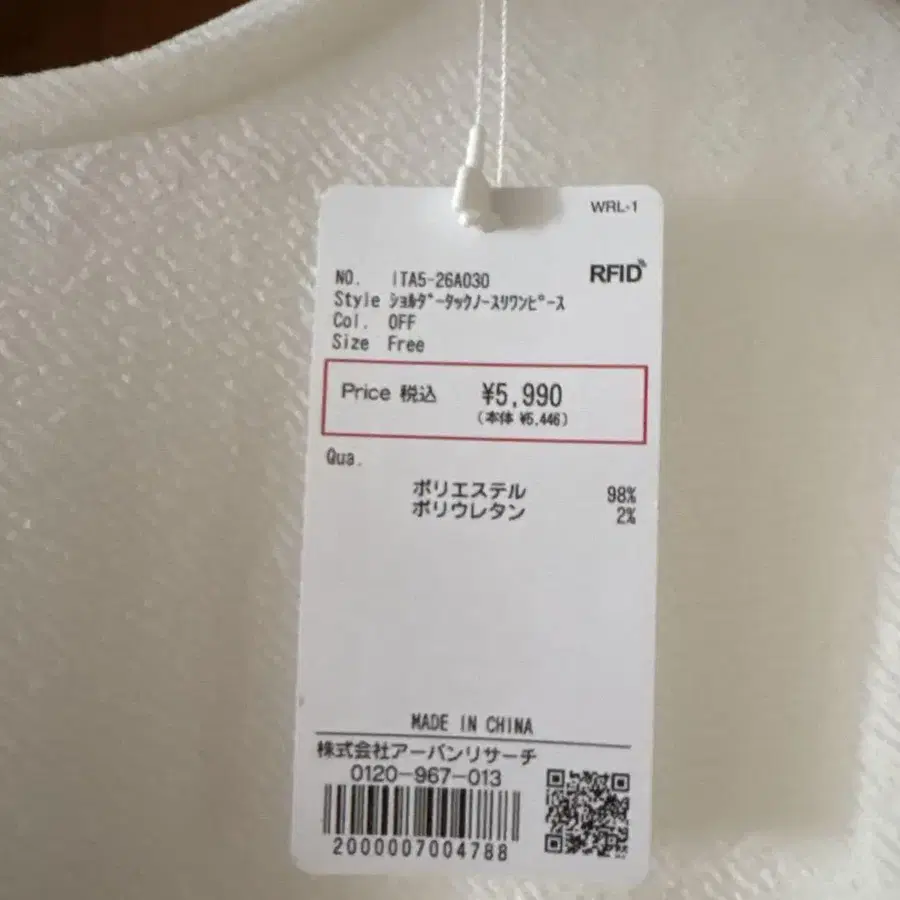 WRL-1
RFID
NO. ITA5-26A030
Style ｼｮﾙﾀﾞｰﾀｯｸﾉｰｽﾘﾜﾝﾋﾟｰｽ
Col. OFF
Size Free
Price 税込 ¥5,990
(本体 ¥5,446)
Qua.
ポリエステル 98%
ポリウレタン 2%
MADE IN CHINA
株式会社アーバンリサーチ
0120-967-013
2000007004788